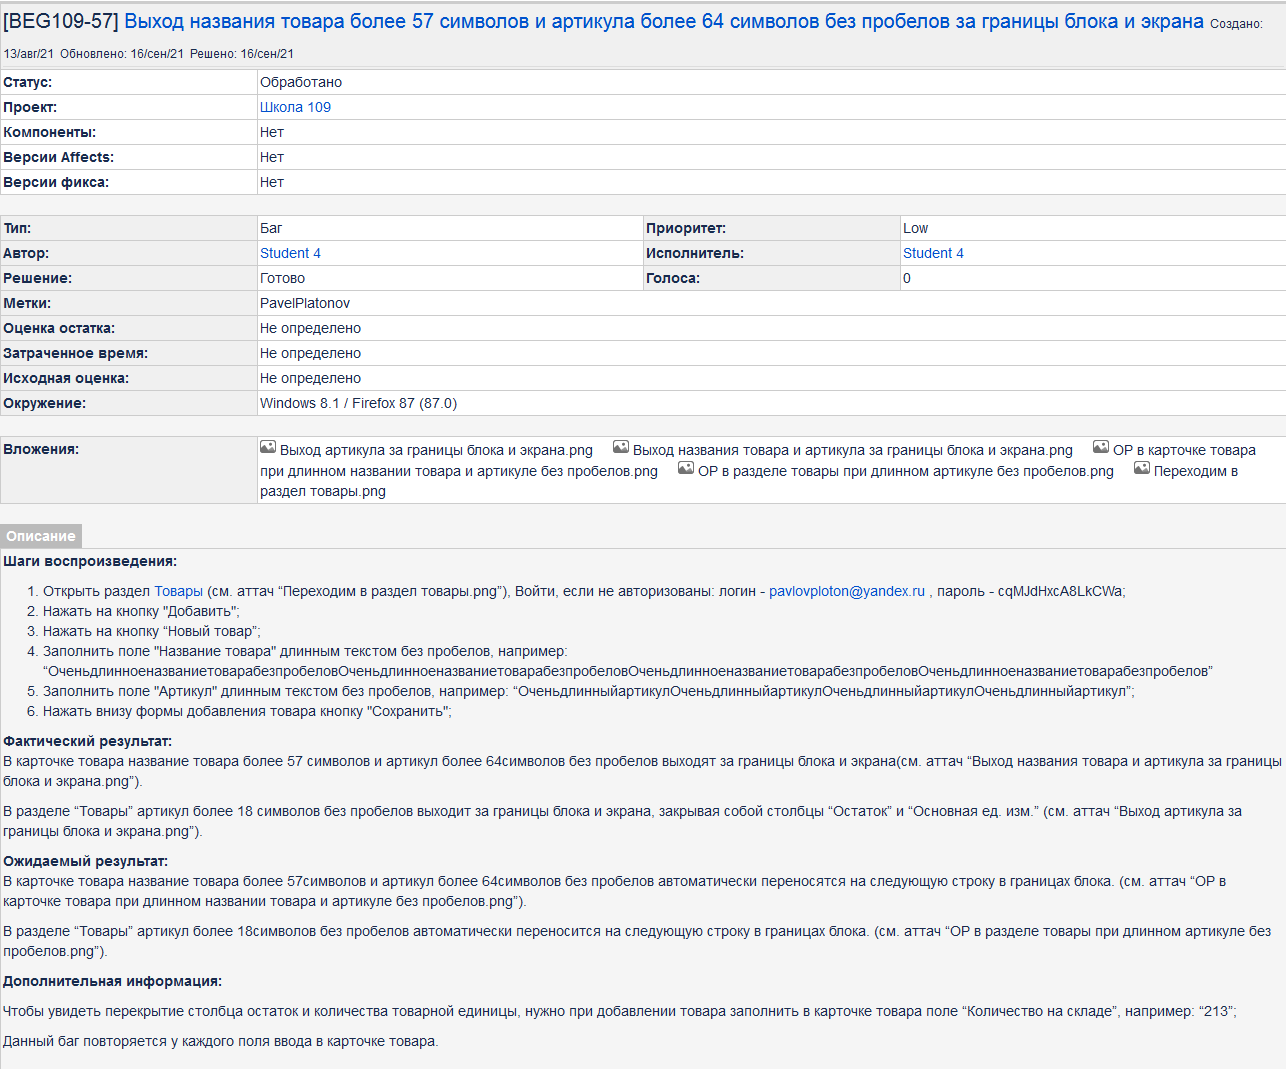 [BEG109-57] Выход названия товара более 57 символов и артикула более 64 символов без пробелов за границы блока и экрана Создано:
13/авг/21 Обновлено: 16/сен/21 Решено: 16/сен/21
Статус: Обработано
Проект: Школа 109
Компоненты: Нет
Версии Affects: Нет
Версии фикса: Нет
Тип: Баг Приоритет: Low
Автор: Student 4 Исполнитель: Student 4
Решение: Готово Голоса: 0
Метки: PavelPlatonov
Оценка остатка: Не определено
Затраченное время: Не определено
Исходная оценка: Не определено
Окружение: Windows 8.1 / Firefox 87 (87.0)
Вложения: Выход артикула за границы блока и экрана.png Выход названия товара и артикула за границы блока и экрана.png ОР в карточке товара
при длинном названии товара и артикуле без пробелов.png ОР в разделе товары при длинном артикуле без пробелов.png Переходим в
раздел товары.png
Описание
Шаги воспроизведения:
1. Открыть раздел Товары (см. аттач “Переходим в раздел товары.png”), Войти, если не авторизованы: логин - pavlovploton@yandex.ru , пароль - cqMJdHxcA8LkCWa;
2. Нажать на кнопку "Добавить";
3. Нажать на кнопку “Новый товар”;
4. Заполнить поле "Название товара" длинным текстом без пробелов, например:
“ОченьдлинноеназваниетоварабезпробеловОченьдлинноеназваниетоварабезпробеловОченьдлинноеназваниетоварабезпробеловОченьдлинноеназваниетоварабезпробелов”
5. Заполнить поле "Артикул" длинным текстом без пробелов, например: “ОченьдлинныйартикулОченьдлинныйартикулОченьдлинныйартикулОченьдлинныйартикул”;
6. Нажать внизу формы добавления товара кнопку "Сохранить";
Фактический результат:
В карточке товара название товара более 57 символов и артикул более 64символов без пробелов выходят за границы блока и экрана(см. аттач “Выход названия товара и артикула за границы
блока и экрана.png”).
В разделе “Товары” артикул более 18 символов без пробелов выходит за границы блока и экрана, закрывая собой столбцы “Остаток” и “Основная ед. изм.” (см. аттач “Выход артикула за
границы блока и экрана.png”).
Ожидаемый результат:
В карточке товара название товара более 57символов и артикул более 64символов без пробелов автоматически переносятся на следующую строку в границах блока. (см. аттач “ОР в
карточке товара при длинном названии товара и артикуле без пробелов.png”).
В разделе “Товары” артикул более 18символов без пробелов автоматически переносится на следующую строку в границах блока. (см. аттач “ОР в разделе товары при длинном артикуле без
пробелов.png”).
Дополнительная информация:
Чтобы увидеть перекрытие столбца остаток и количества товарной единицы, нужно при добавлении товара заполнить в карточке товара поле “Количество на складе”, например: “213”;
Данный баг повторяется у каждого поля ввода в карточке товара.